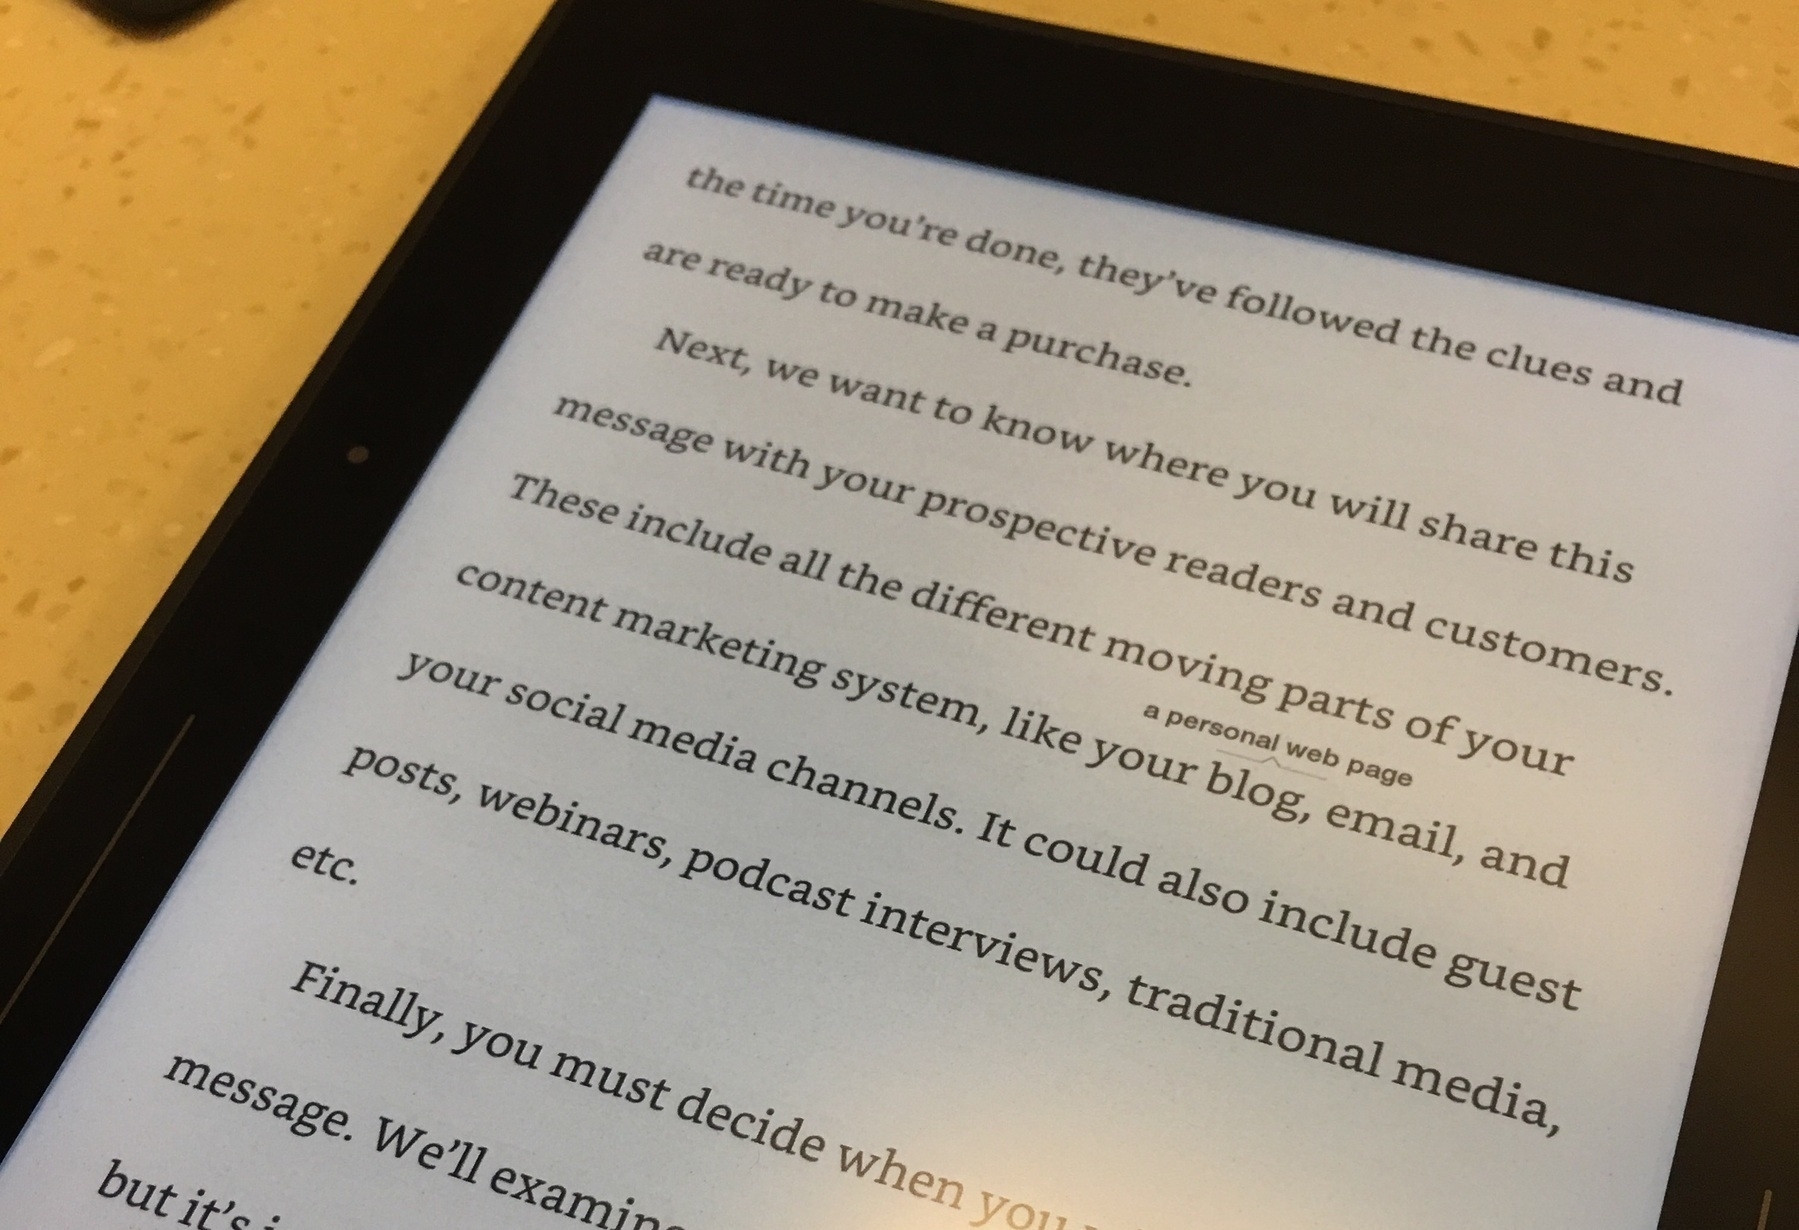 the time you're done, they've followed the clues and
are ready to make a purchase.
Next, we want to know where you will share this
message with your prospective readers and customers.
These include all the different moving parts of your
a personal web page
content marketing system, like your blog, email, and
your social media channels. It could also include guest
posts, webinars, podcast interviews, traditional media,
etc.
Finally, you must decide when you
message. We'll examine
but it's